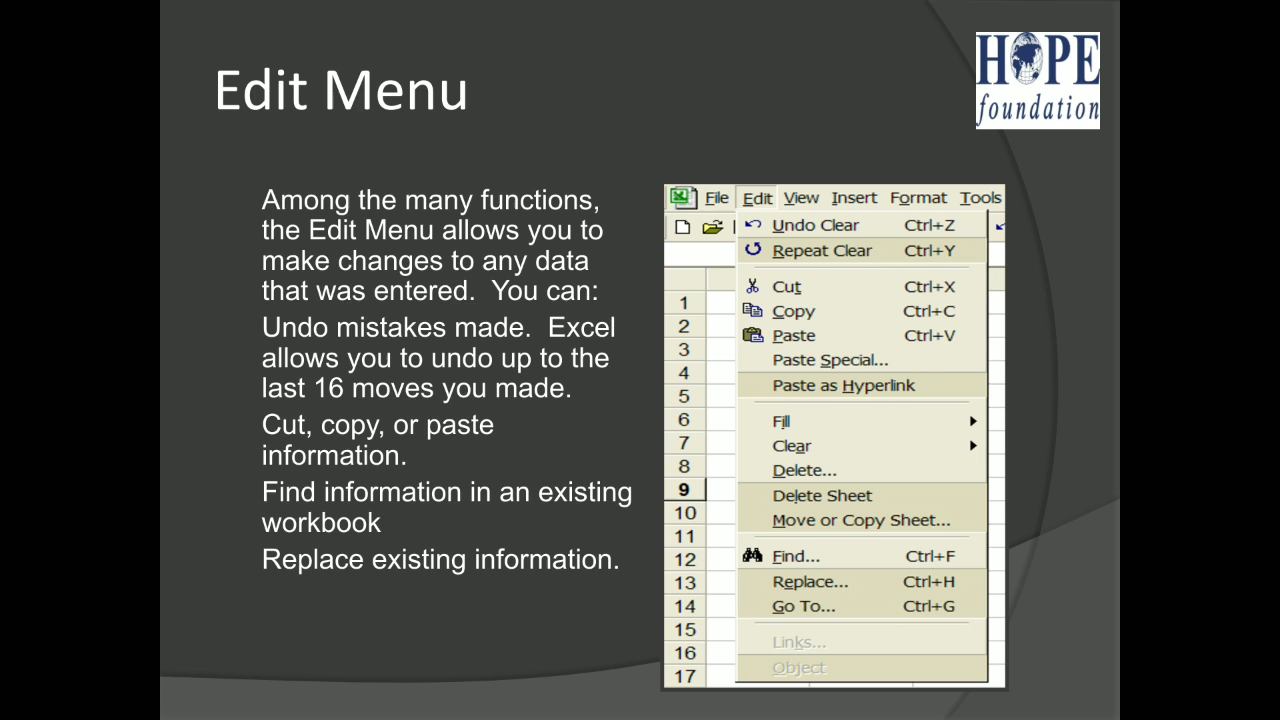 Edit Menu
HOPE
foundation
Among the many functions,
the Edit Menu allows you to
make changes to any data
that was entered.  You can:
Undo mistakes made.  Excel
allows you to undo up to the
last 16 moves you made.
Cut, copy, or paste
information.
Find information in an existing
workbook
Replace existing information.
File Edit View Insert Format Tools
Undo Clear Ctrl+Z
Repeat Clear Ctrl+Y
Cut Ctrl+X
Copy Ctrl+C
Paste Ctrl+V
Paste Special...
Paste as Hyperlink
Fill
Clear
Delete...
Delete Sheet
Move or Copy Sheet...
Find... Ctrl+F
Replace... Ctrl+H
Go To... Ctrl+G
Links...
Object
1
2
3
4
5
6
7
8
9
10
11
12
13
14
15
16
17